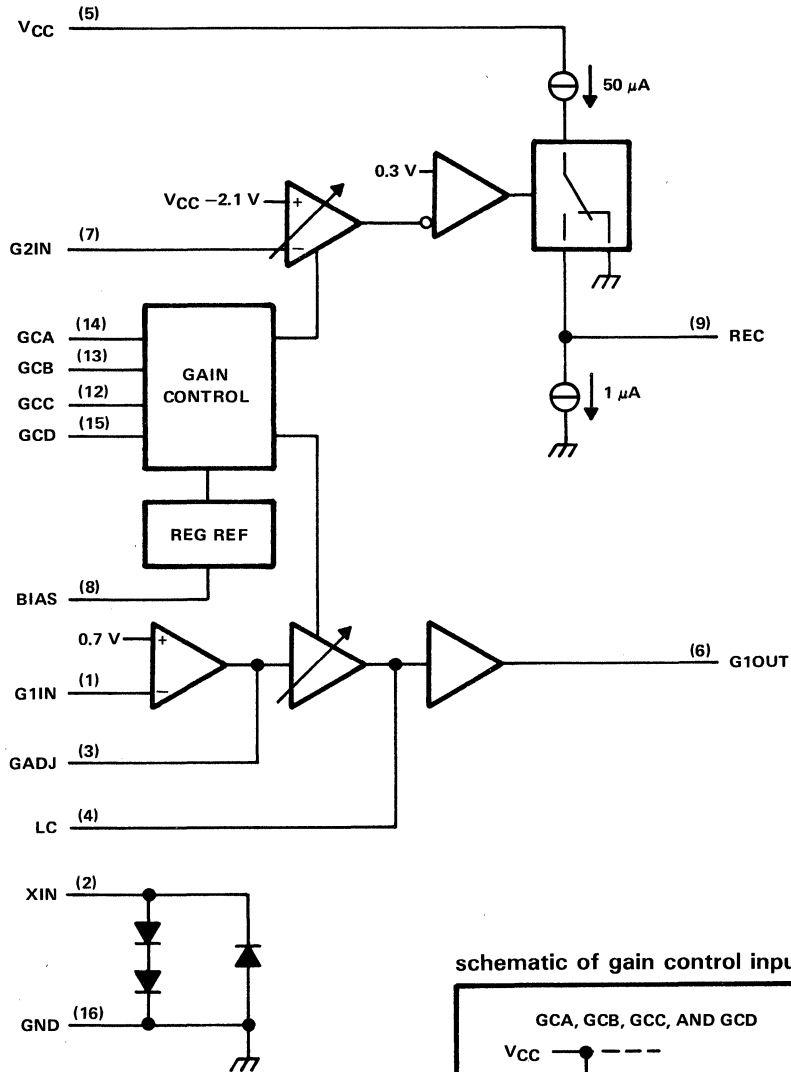 VCC (5)
50 μA
0.3 V
VCC −2.1 V +
G2IN (7) −
GCA (14)
GCB (13)
GCC (12)
GCD (15)
GAIN
CONTROL
(9) REC
1 μA
REG REF
BIAS (8)
0.7 V +
G1IN (1) −
(6) G1OUT
GADJ (3)
LC (4)
XIN (2)
GND (16)
schematic of gain control inpu
GCA, GCB, GCC, AND GCD
VCC